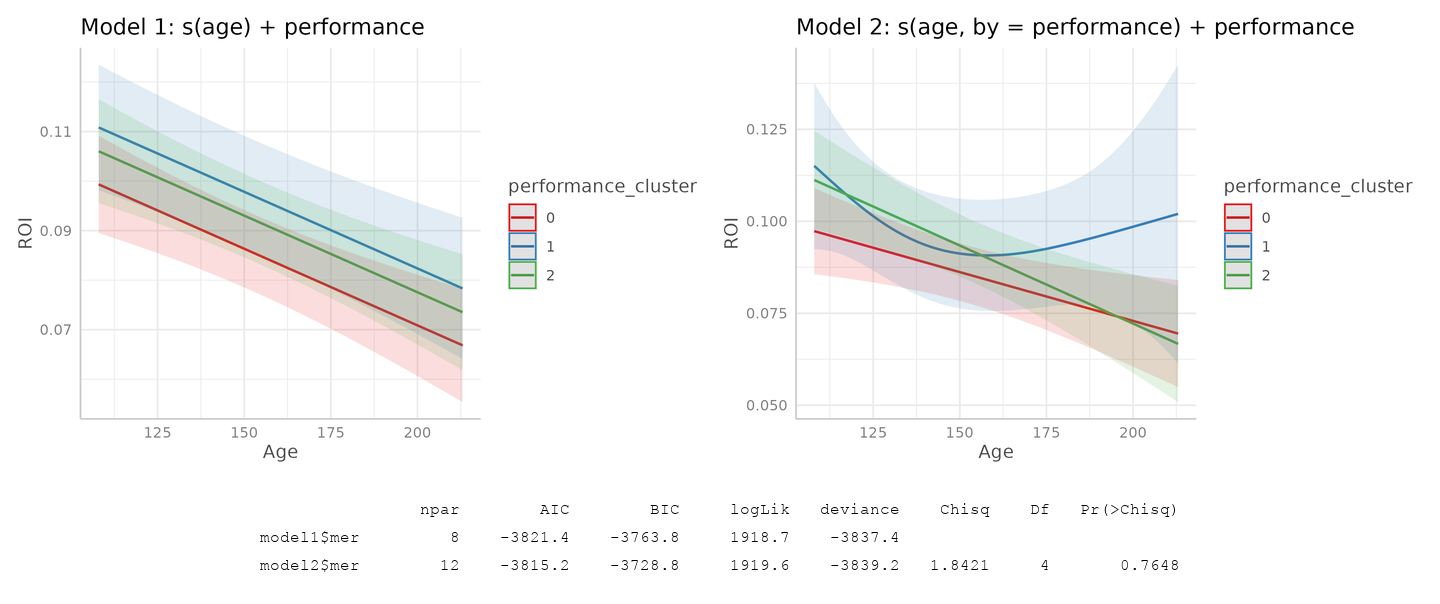 Model 1: s(age) + performance
0.11
0.09
0.07
ROI
125 150 175 200
Age
performance_cluster
0
1
2
Model 2: s(age, by = performance) + performance
0.125
0.100
0.075
0.050
ROI
125 150 175 200
Age
performance_cluster
0
1
2
npar AIC BIC logLik deviance Chisq Df Pr(>Chisq)
model1$mer 8 -3821.4 -3763.8 1918.7 -3837.4
model2$mer 12 -3815.2 -3728.8 1919.6 -3839.2 1.8421 4 0.7648